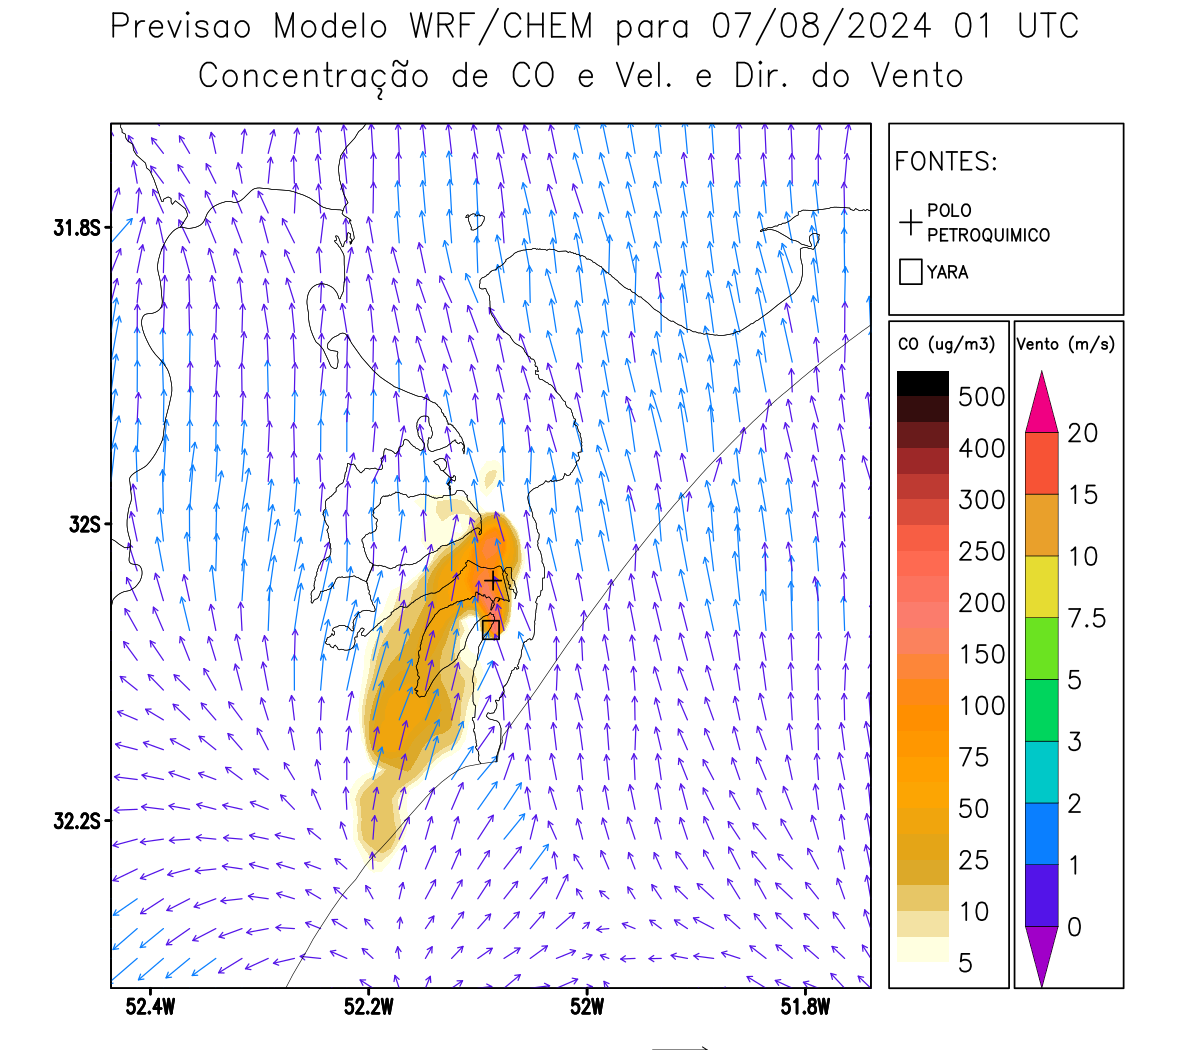 Previsao Modelo WRF/CHEM para 07/08/2024 01 UTC
Concentração de CO e Vel. e Dir. do Vento
FONTES:
POLO
PETROQUIMICO
YARA
31.8S
32S
32.2S
52.4W
52.2W
52W
51.8W
CO (ug/m3)
500
400
300
250
200
150
100
75
50
25
10
5
Vento (m/s)
20
15
10
7.5
5
3
2
1
0